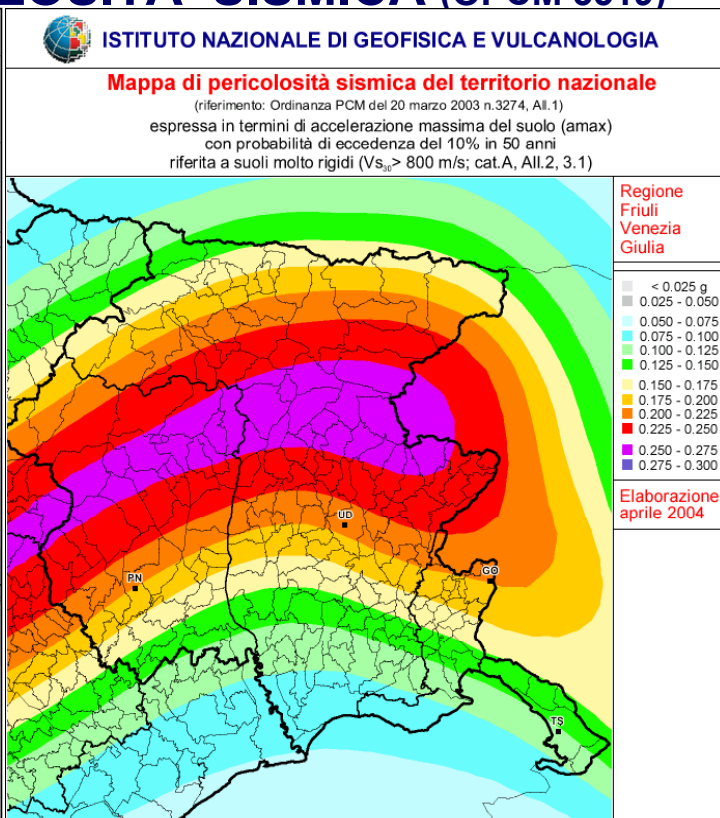 SISMICA
ISTITUTO NAZIONALE DI GEOFISICA E VULCANOLOGIA
Mappa di pericolosità sismica del territorio nazionale
(riferimento: Ordinanza PCM del 20 marzo 2003 n.3274, All.1)
espressa in termini di accelerazione massima del suolo (amax)
con probabilità di eccedenza del 10% in 50 anni
riferita a suoli molto rigidi (Vs30> 800 m/s; cat.A, All.2, 3.1)
Regione
Friuli
Venezia
Giulia
< 0.025 g
0.025 - 0.050
0.050 - 0.075
0.075 - 0.100
0.100 - 0.125
0.125 - 0.150
0.150 - 0.175
0.175 - 0.200
0.200 - 0.225
0.225 - 0.250
0.250 - 0.275
0.275 - 0.300
Elaborazione
aprile 2004
UD
GO
PN
TS